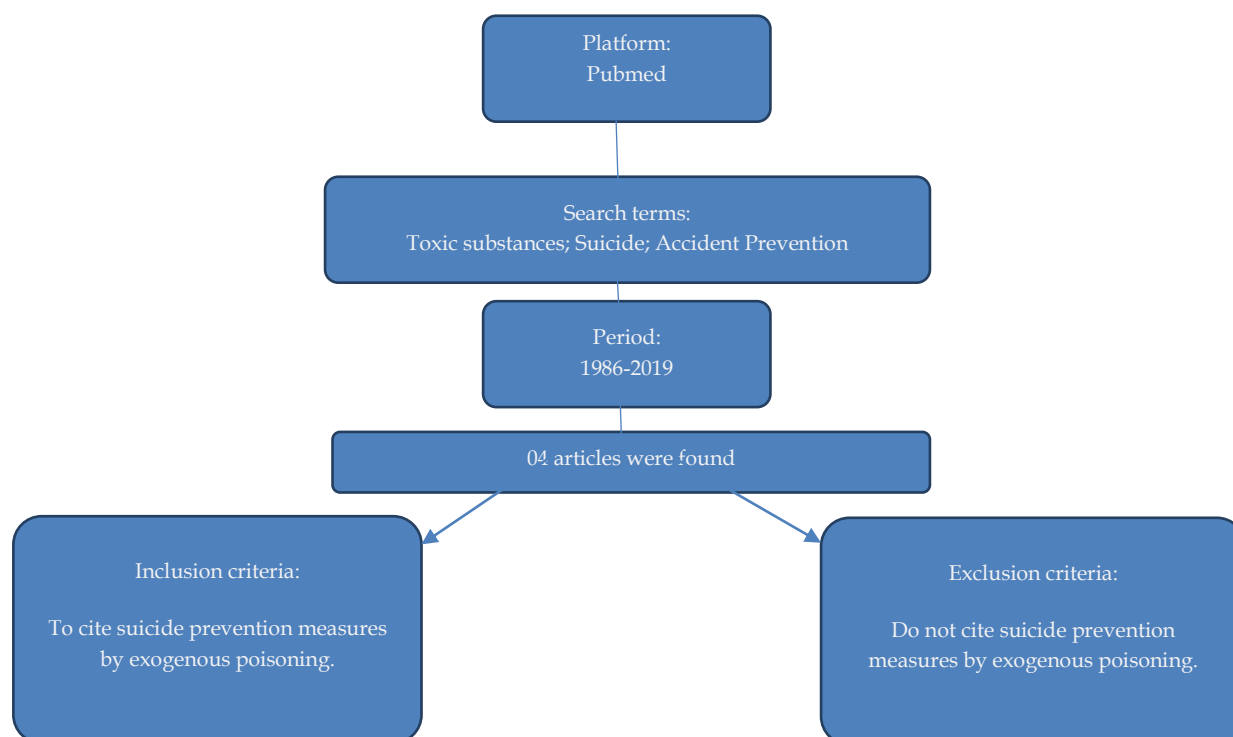 Platform:
Pubmed
Search terms:
Toxic substances; Suicide; Accident Prevention
Period:
1986-2019
04 articles were found
Inclusion criteria:
To cite suicide prevention measures
by exogenous poisoning.
Exclusion criteria:
Do not cite suicide prevention
measures by exogenous poisoning.